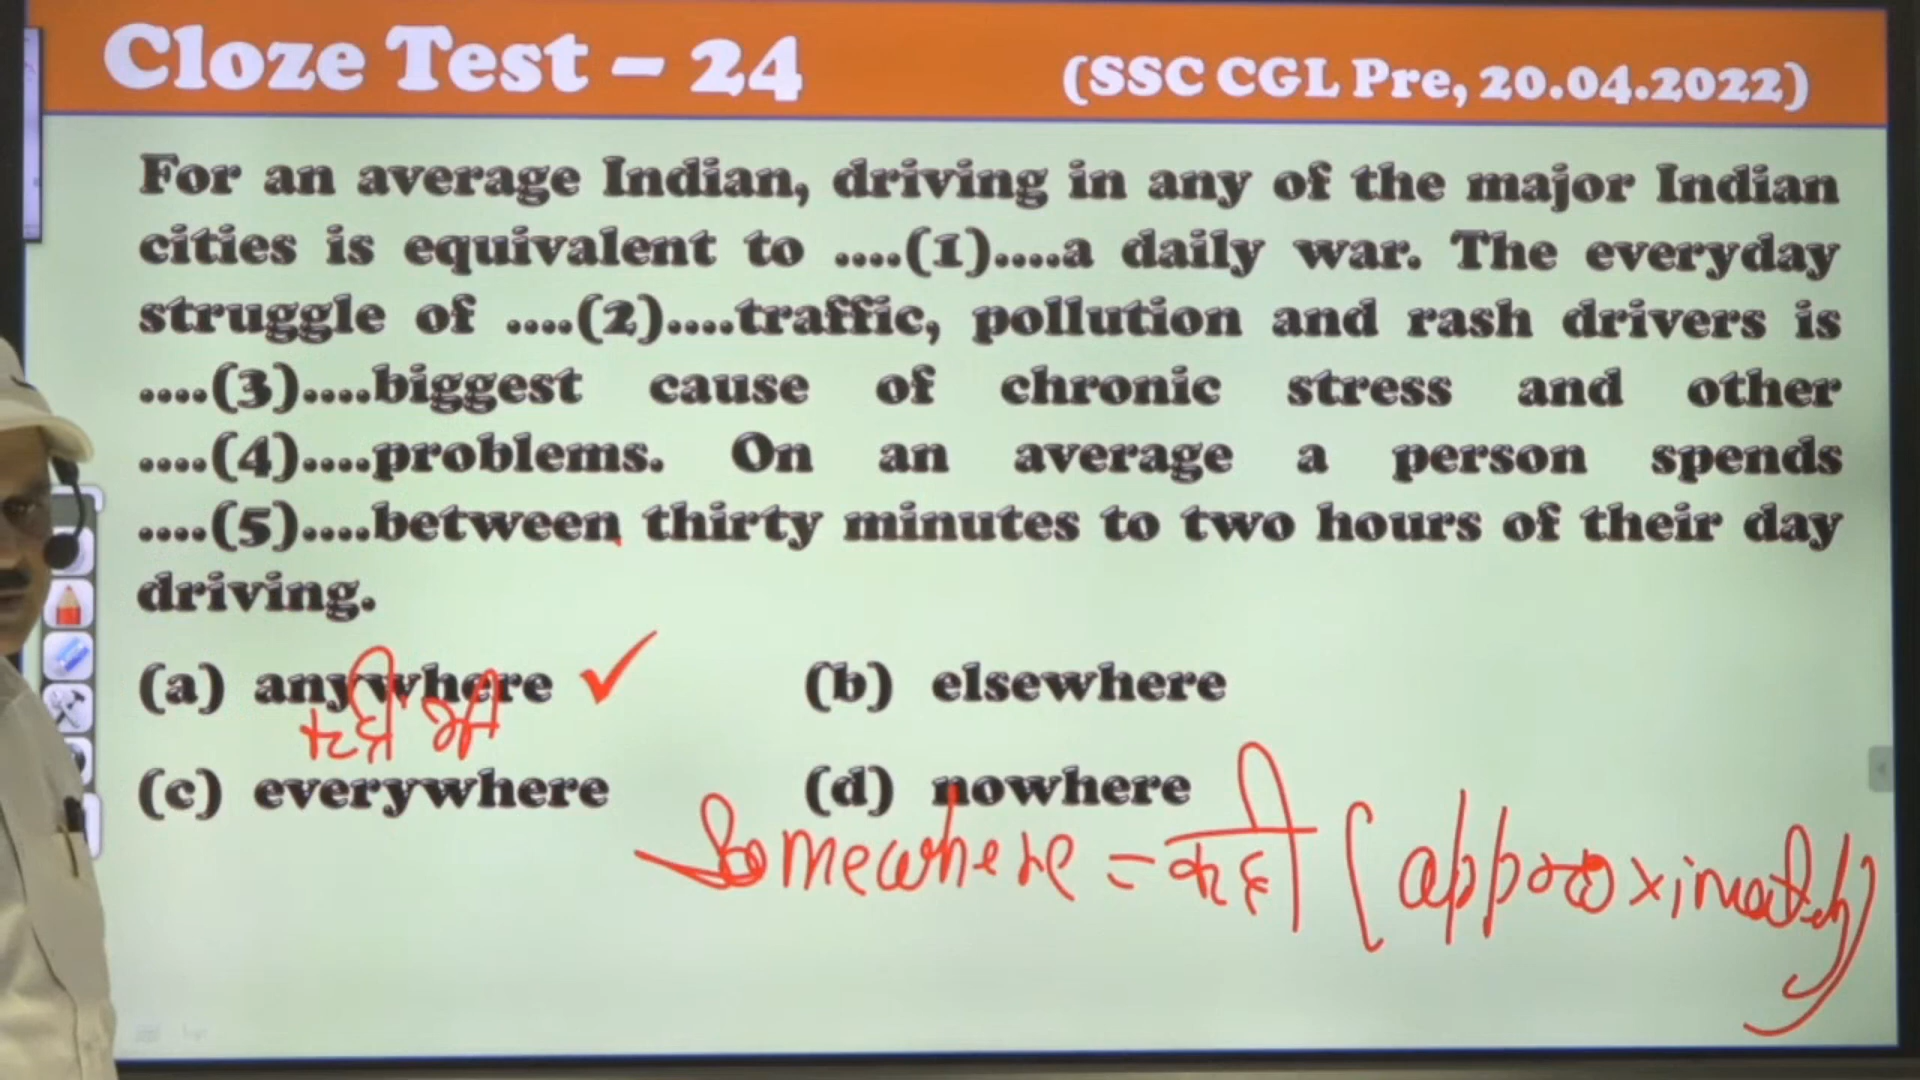 Cloze Test – 24 (SSC CGL Pre, 20.04.2022)
For an average Indian, driving in any of the major Indian
cities is equivalent to ....(1)....a daily war. The everyday
struggle of ....(2)....traffic, pollution and rash drivers is
....(3)....biggest cause of chronic stress and other
....(4)....problems. On an average a person spends
....(5)....between thirty minutes to two hours of their day
driving.
(a) anywhere ✓ (b) elsewhere
कहीं भी
(c) everywhere (d) nowhere
Somewhere = कहीं (approximately)